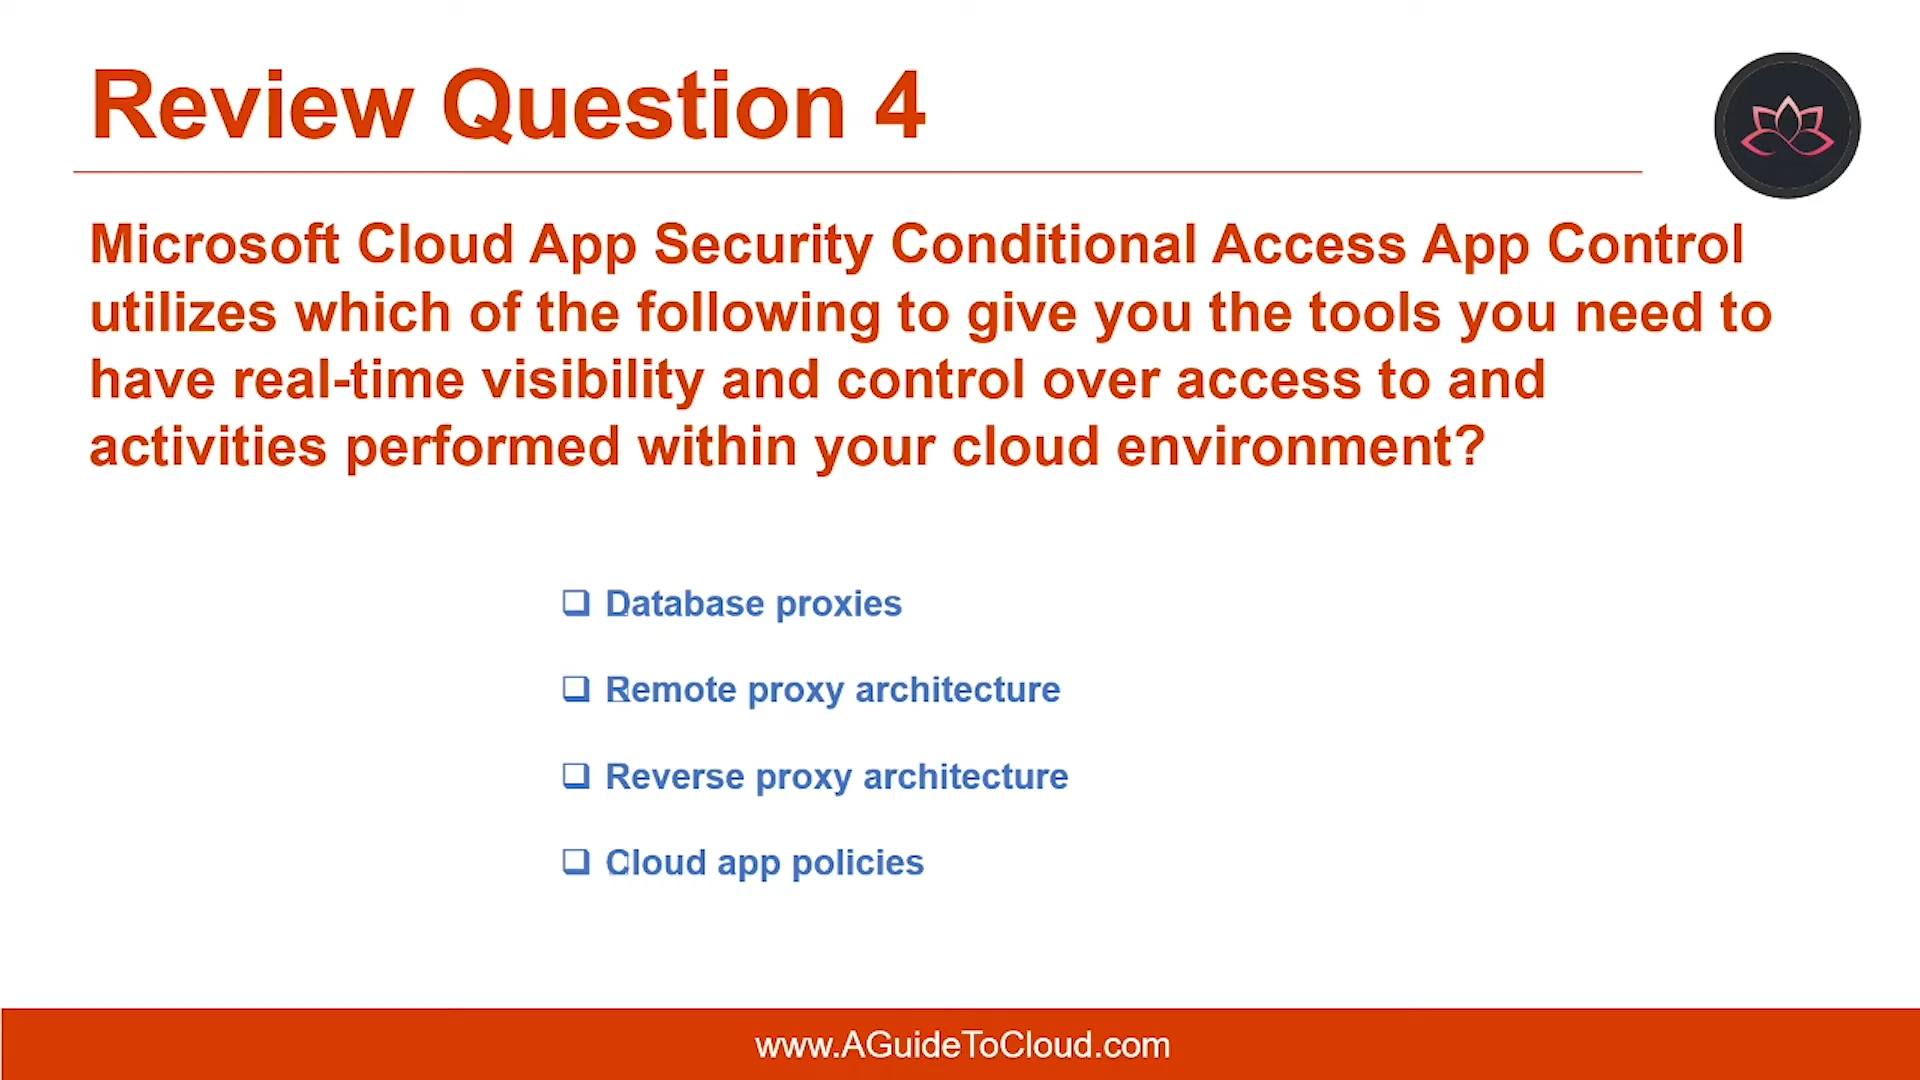 Review Question 4
Microsoft Cloud App Security Conditional Access App Control
utilizes which of the following to give you the tools you need to
have real-time visibility and control over access to and
activities performed within your cloud environment?
Database proxies
Remote proxy architecture
Reverse proxy architecture
Cloud app policies
www.AGuideToCloud.com